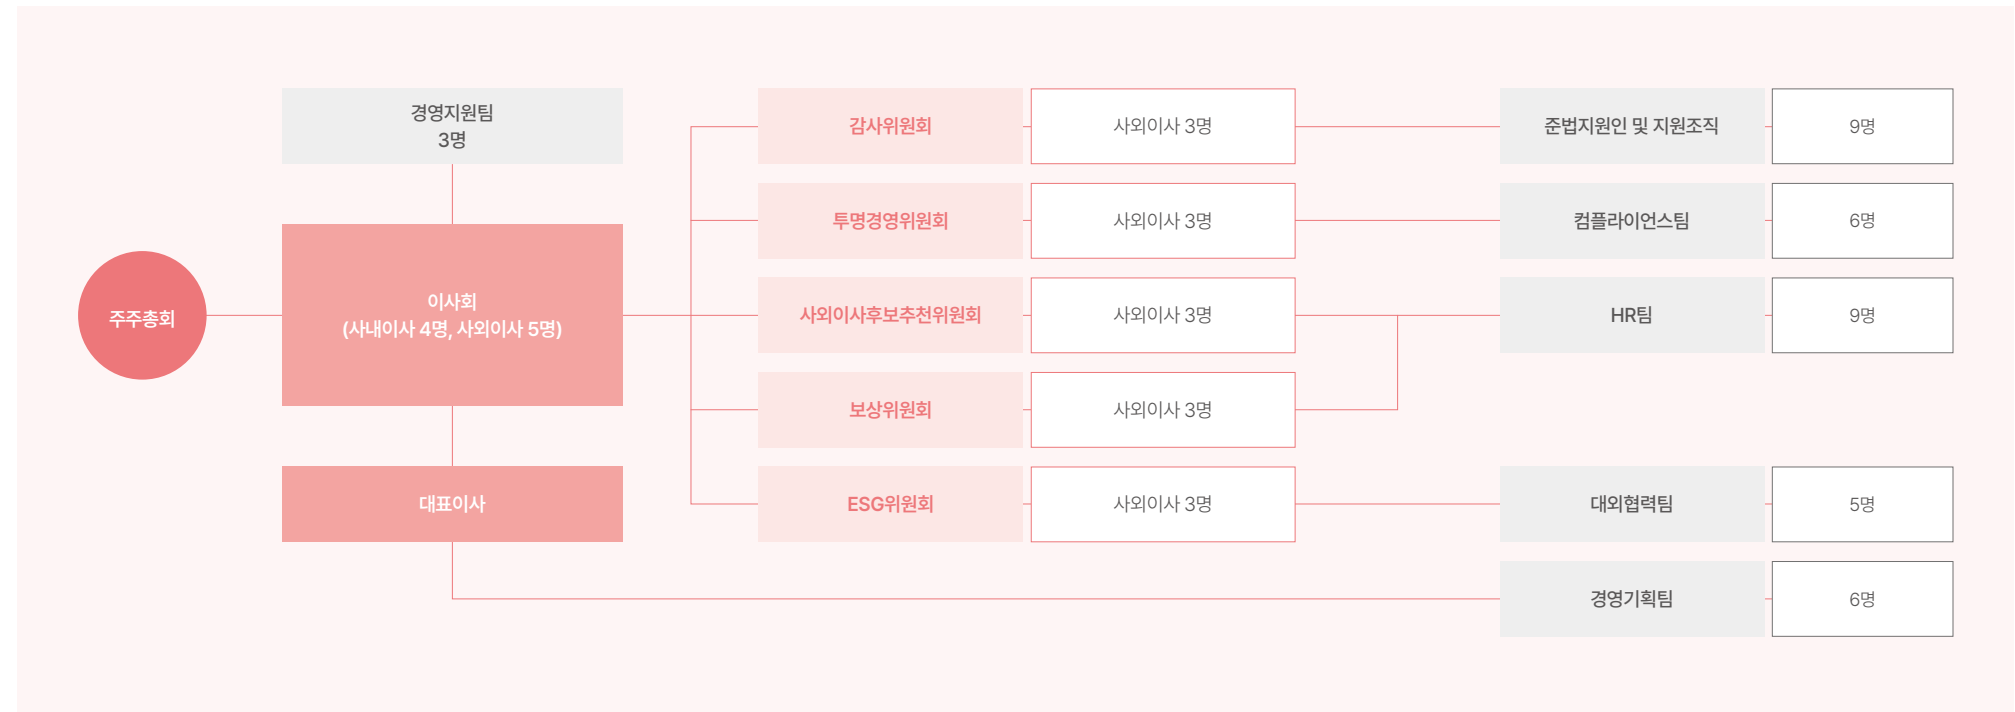 주주총회
경영지원팀
3명
이사회
(사내이사 4명, 사외이사 5명)
대표이사
감사위원회
사외이사 3명
준법지원인 및 지원조직
9명
투명경영위원회
사외이사 3명
컴플라이언스팀
6명
사외이사후보추천위원회
사외이사 3명
HR팀
9명
보상위원회
사외이사 3명
ESG위원회
사외이사 3명
대외협력팀
5명
경영기획팀
6명